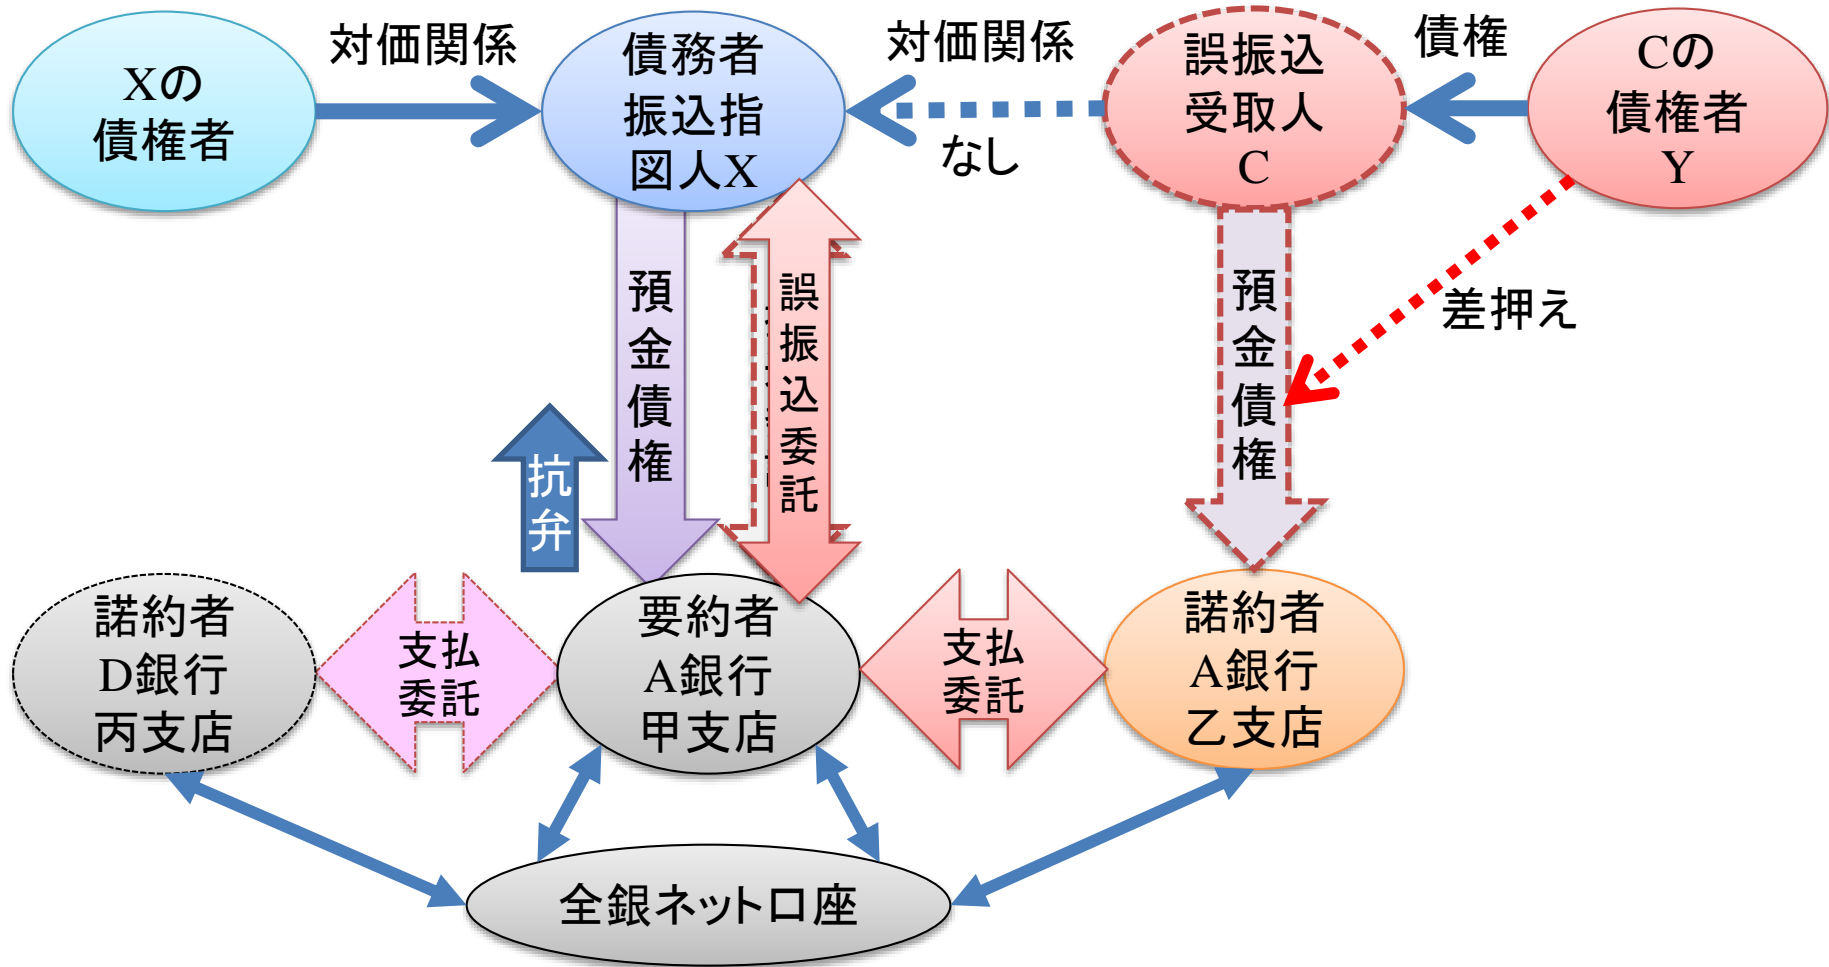 Xの
債権者
対価関係
債務者
振込指
図人X
対価関係
なし
誤振込
受取人
C
債権
Cの
債権者
Y
預金債権
誤振込委託
預金債権
差押え
抗弁
諾約者
D銀行
丙支店
支払
委託
要約者
A銀行
甲支店
支払
委託
諾約者
A銀行
乙支店
全銀ネット口座